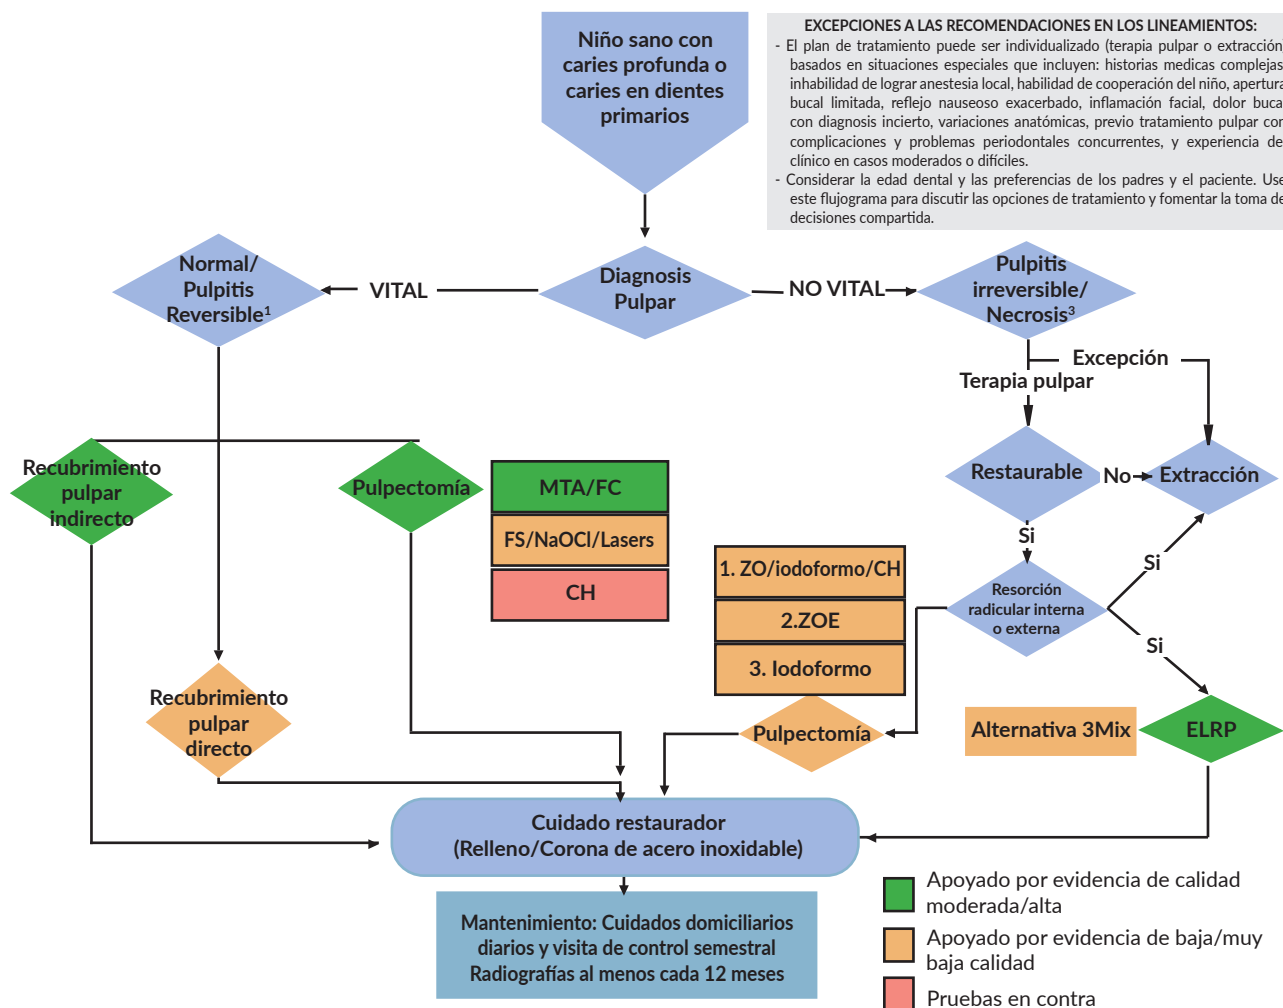 Niño sano con
caries profunda o
caries en dientes
primarios
EXCEPCIONES A LAS RECOMENDACIONES EN LOS LINEAMIENTOS:
- El plan de tratamiento puede ser individualizado (terapia pulpar o extracción)
basados en situaciones especiales que incluyen: historias medicas complejas,
inhabilidad de lograr anestesia local, habilidad de cooperación del niño, apertura
bucal limitada, reflejo nauseoso exacerbado, inflamación facial, dolor buca
con diagnosis incierto, variaciones anatómicas, previo tratamiento pulpar con
complicaciones y problemas periodontales concurrentes, y experiencia de
clínico en casos moderados o difíciles.
- Considerar la edad dental y las preferencias de los padres y el paciente. Use
este flujograma para discutir las opciones de tratamiento y fomentar la toma de
decisiones compartida.
Normal/
Pulpitis
Reversible¹
VITAL
Diagnosis
Pulpar
NO VITAL
Pulpitis
irreversible/
Necrosis³
Excepción
Terapia pulpar
Recubrimiento
pulpar
indirecto
Pulpectomía
MTA/FC
FS/NaOCl/Lasers
CH
Restaurable
No
Extracción
Si
1. ZO/iodoformo/CH
2.ZOE
3. Iodoformo
Resorción
radicular interna
o externa
Si
Si
Recubrimiento
pulpar
directo
Pulpectomía
Alternativa 3Mix
ELRP
Cuidado restaurador
(Relleno/Corona de acero inoxidable)
Mantenimiento: Cuidados domiciliarios
diarios y visita de control semestral
Radiografías al menos cada 12 meses
Apoyado por evidencia de calidad
moderada/alta
Apoyado por evidencia de baja/muy
baja calidad
Pruebas en contra